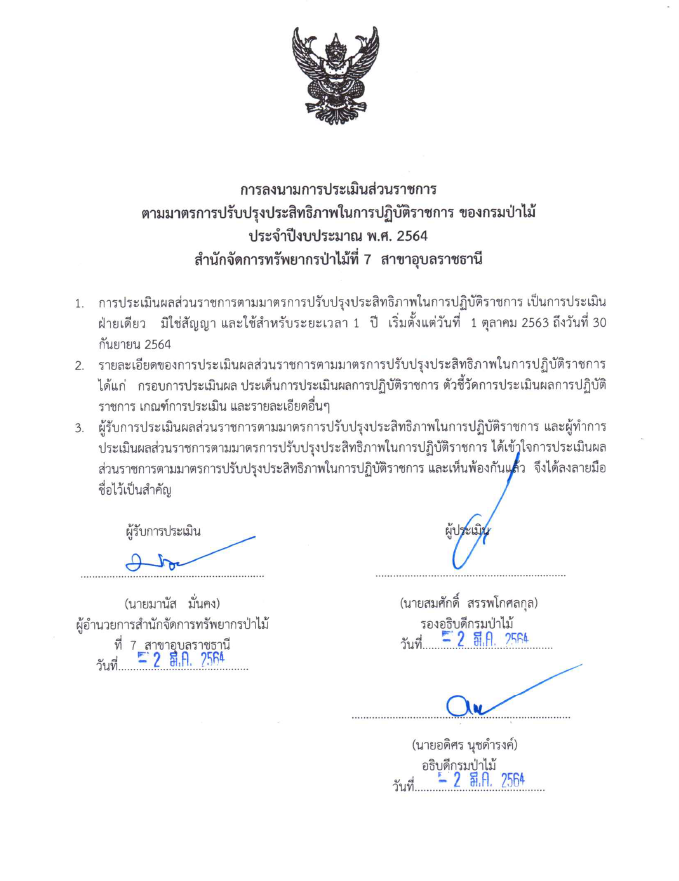 การลงนามการประเมินส่วนราชการ
ตามมาตรการปรับปรุงประสิทธิภาพในการปฏิบัติราชการ ของกรมป่าไม้
ประจำปีงบประมาณ พ.ศ. 2564
สำนักจัดการทรัพยากรป่าไม้ที่ 7 สาขาอุบลราชธานี
1. การประเมินผลส่วนราชการตามมาตรการปรับปรุงประสิทธิภาพในการปฏิบัติราชการ เป็นการประเมิน
ฝ่ายเดียว มิใช่สัญญา และใช้สำหรับระยะเวลา 1 ปี เริ่มตั้งแต่วันที่ 1 ตุลาคม 2563 ถึงวันที่ 30
กันยายน 2564
2. รายละเอียดของการประเมินผลส่วนราชการตามมาตรการปรับปรุงประสิทธิภาพในการปฏิบัติราชการ
ได้แก่ กรอบการประเมินผล ประเด็นการประเมินผลการปฏิบัติราชการ ตัวชี้วัดการประเมินผลการปฏิบัติ
ราชการ เกณฑ์การประเมิน และรายละเอียดอื่นๆ
3. ผู้รับการประเมินผลส่วนราชการตามมาตรการปรับปรุงประสิทธิภาพในการปฏิบัติราชการ และผู้ทำการ
ประเมินผลส่วนราชการตามมาตรการปรับปรุงประสิทธิภาพในการปฏิบัติราชการ ได้เข้าใจการประเมินผล
ส่วนราชการตามมาตรการปรับปรุงประสิทธิภาพในการปฏิบัติราชการ และเห็นพ้องกันแล้ว จึงได้ลงลายมือ
ชื่อไว้เป็นสำคัญ
ผู้รับการประเมิน
(นายมานัส มั่นคง)
ผู้อำนวยการสำนักจัดการทรัพยากรป่าไม้
ที่ 7 สาขาอุบลราชธานี
วันที่ - 2 มี.ค. 2564
ผู้ประเมิน
(นายสมศักดิ์ สรรพโกศลกุล)
รองอธิบดีกรมป่าไม้
วันที่ - 2 มี.ค. 2564
(นายอดิศร นุชดำรงค์)
อธิบดีกรมป่าไม้
วันที่ - 2 มี.ค. 2564